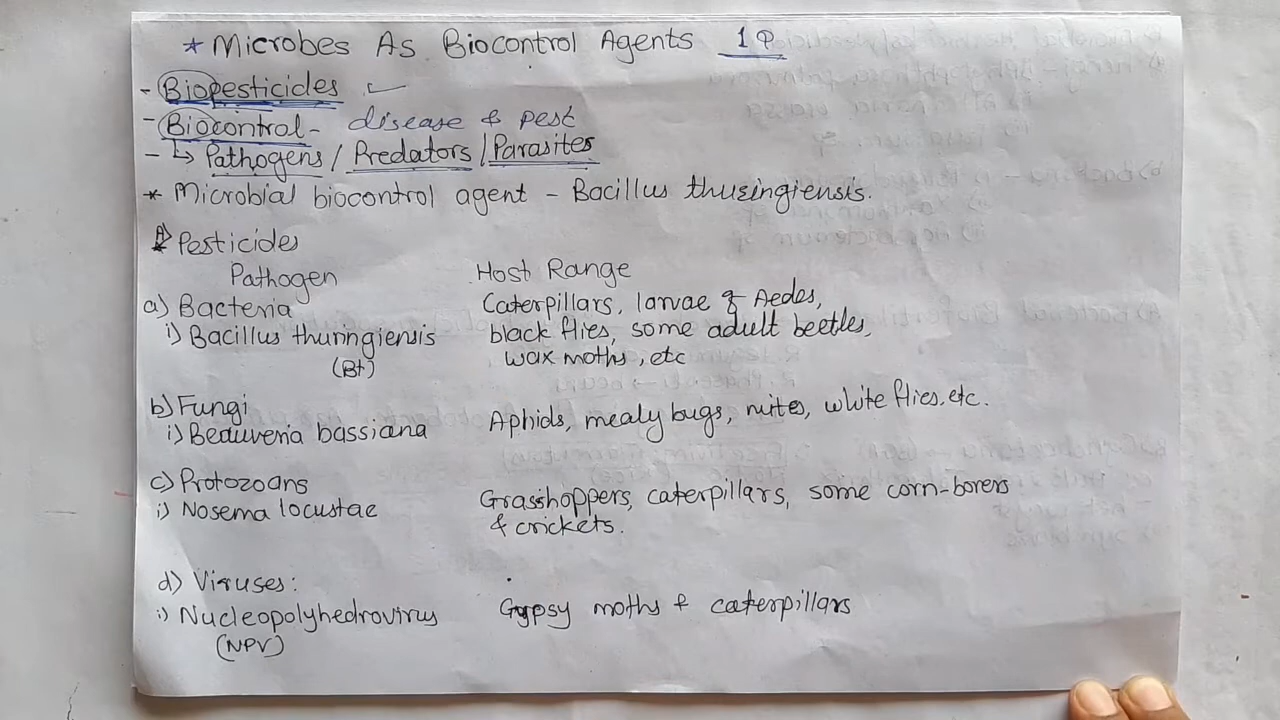 * Microbes As Biocontrol Agents 1Q
- Biopesticides
- Biocontrol - disease & pest
- ↳ Pathogens / Predators / Parasites
* Microbial biocontrol agent - Bacillus thusingiensis.
Pesticides
Pathogen Host Range
a) Bacteria Caterpillars, larvae of Aedes,
i) Bacillus thuringiensis black flies, some adult beetles,
(Bt) wax moths, etc
b) Fungi
i) Beauveria bassiana Aphids, mealy bugs, mites, white flies, etc.
c) Protozoans Grasshoppers, caterpillars, some corn-borers
i) Nosema locustae & crickets.
d) Viruses:
i) Nucleopolyhedrovirus Gypsy moths & caterpillars
(NPV)